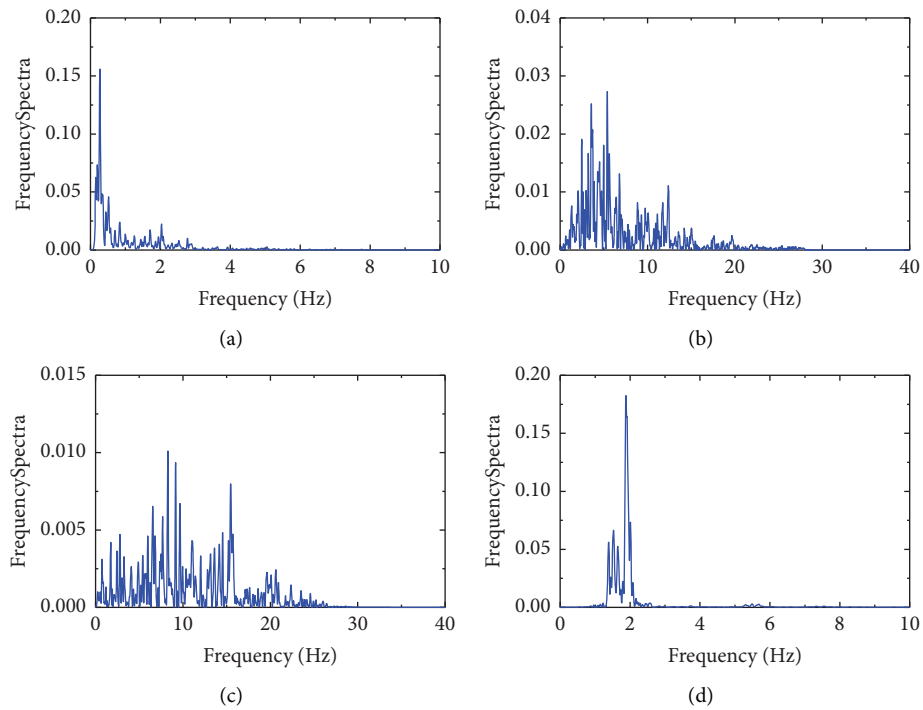 0.20
0.15
0.10
0.05
0.00
FrequencySpectra
0 2 4 6 8 10
Frequency (Hz)
(a)
0.04
0.03
0.02
0.01
0.00
FrequencySpectra
0 10 20 30 40
Frequency (Hz)
(b)
0.015
0.010
0.005
0.000
FrequencySpectra
0 10 20 30 40
Frequency (Hz)
(c)
0.20
0.15
0.10
0.05
0.00
FrequencySpectra
0 2 4 6 8 10
Frequency (Hz)
(d)